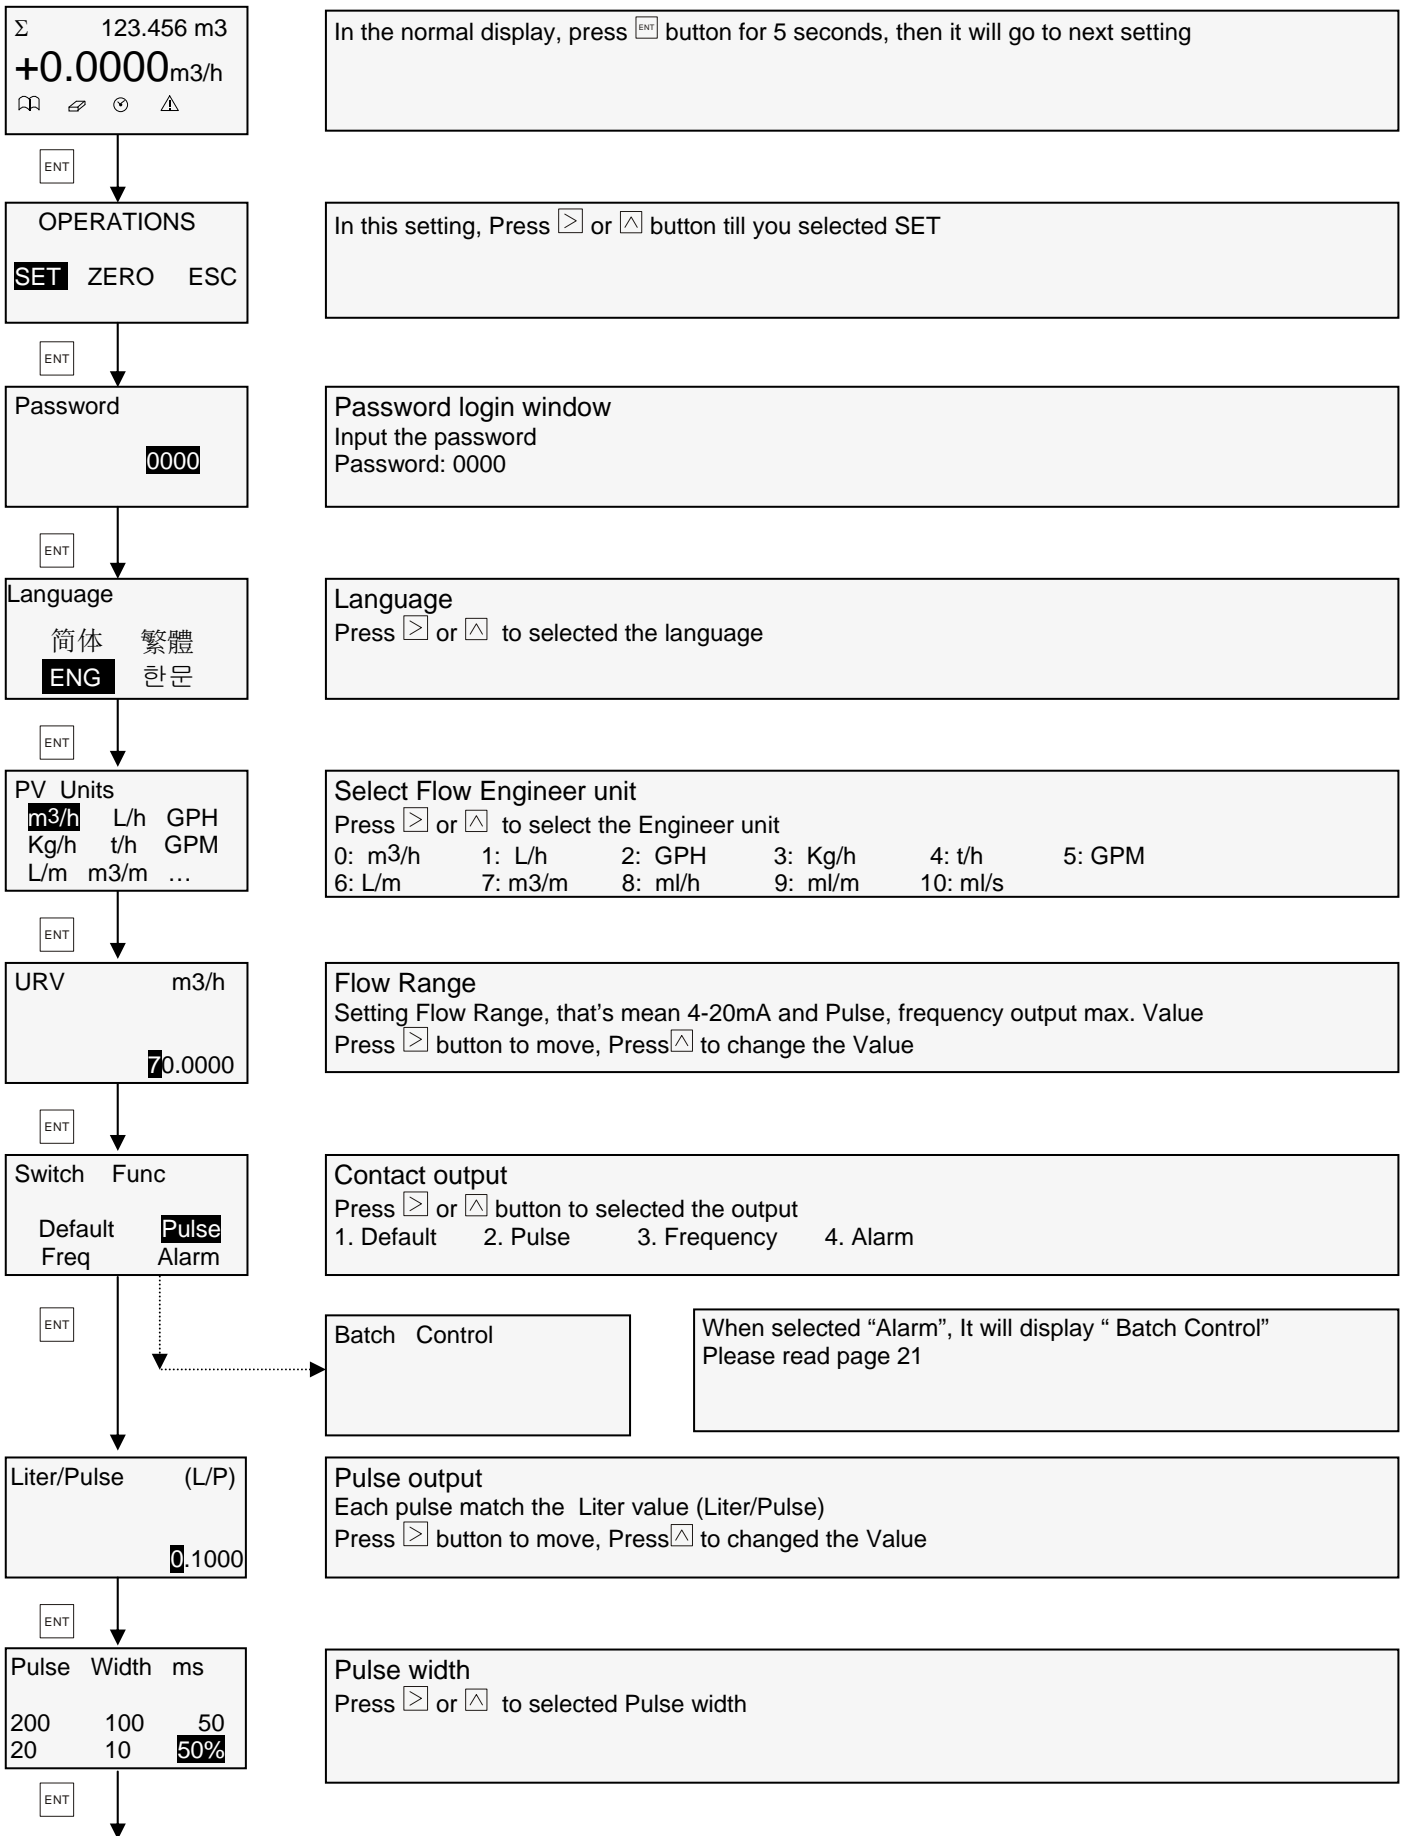 Σ 123.456 m3
+0.0000m3/h
In the normal display, press ENT button for 5 seconds, then it will go to next setting
ENT
OPERATIONS
SET ZERO ESC
In this setting, Press > or ^ button till you selected SET
ENT
Password
0000
Password login window
Input the password
Password: 0000
ENT
Language
简体 繁體
ENG 한문
Language
Press > or ^ to selected the language
ENT
PV Units
m3/h L/h GPH
Kg/h t/h GPM
L/m m3/m …
Select Flow Engineer unit
Press > or ^ to select the Engineer unit
0: m3/h 1: L/h 2: GPH 3: Kg/h 4: t/h 5: GPM
6: L/m 7: m3/m 8: ml/h 9: ml/m 10: ml/s
ENT
URV m3/h
70.0000
Flow Range
Setting Flow Range, that’s mean 4-20mA and Pulse, frequency output max. Value
Press > button to move, Press ^ to change the Value
ENT
Switch Func
Default Pulse
Freq Alarm
Contact output
Press > or ^ button to selected the output
1. Default 2. Pulse 3. Frequency 4. Alarm
ENT
Batch Control
When selected “Alarm”, It will display “ Batch Control”
Please read page 21
Liter/Pulse (L/P)
0.1000
Pulse output
Each pulse match the Liter value (Liter/Pulse)
Press > button to move, Press ^ to changed the Value
ENT
Pulse Width ms
200 100 50
20 10 50%
Pulse width
Press > or ^ to selected Pulse width
ENT